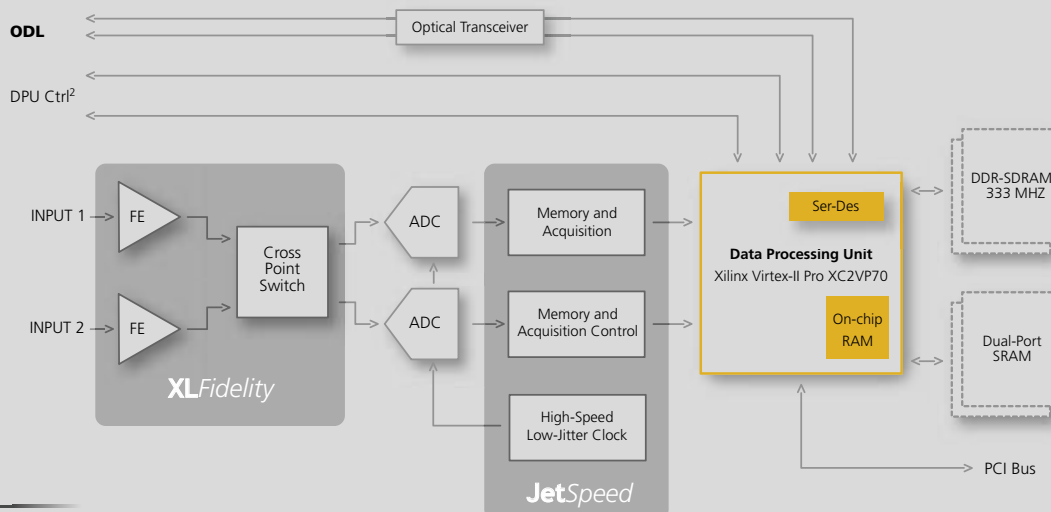 ODL
Optical Transceiver
DPU Ctrl²
INPUT 1
FE
Cross
Point
Switch
ADC
Memory and
Acquisition
Ser-Des
Data Processing Unit
Xilinx Virtex-II Pro XC2VP70
On-chip
RAM
DDR-SDRAM
333 MHZ
INPUT 2
FE
ADC
Memory and
Acquisition Control
Dual-Port
SRAM
XLFidelity
High-Speed
Low-Jitter Clock
JetSpeed
PCI Bus